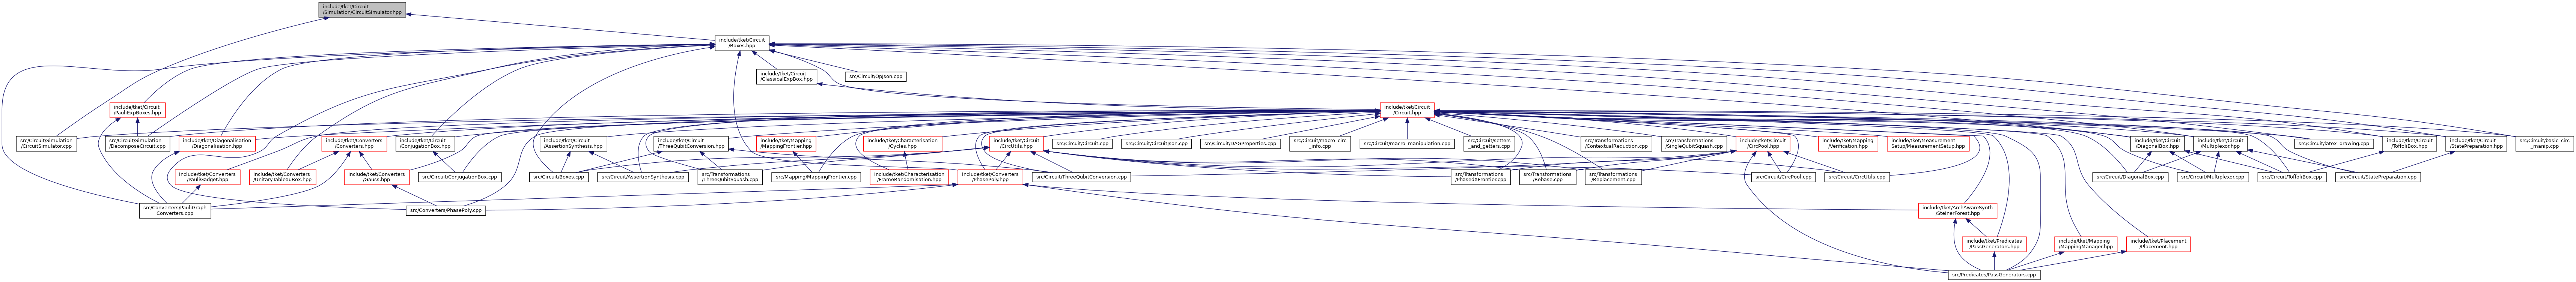 include/tket/Circuit
/Simulation/CircuitSimulator.hpp
include/tket/Circuit
/Boxes.hpp
include/tket/Circuit
/ClassicalExpBox.hpp
src/Circuit/OpJson.cpp
include/tket/Circuit
/PauliExpBoxes.hpp
include/tket/Circuit
/Circuit.hpp
src/Circuit/Simulation
/CircuitSimulator.cpp
src/Circuit/Simulation
/DecomposeCircuit.cpp
include/tket/Diagonalisation
/Diagonalisation.hpp
include/tket/Converters
/Converters.hpp
include/tket/Circuit
/ConjugationBox.hpp
include/tket/Circuit
/AssertionSynthesis.hpp
include/tket/Circuit
/ThreeQubitConversion.hpp
include/tket/Mapping
/MappingFrontier.hpp
include/tket/Characterisation
/Cycles.hpp
include/tket/Circuit
/CircUtils.hpp
src/Circuit/Circuit.cpp
src/Circuit/CircuitJson.cpp
src/Circuit/DAGProperties.cpp
src/Circuit/macro_circ
_info.cpp
src/Circuit/macro_manipulation.cpp
src/Circuit/setters
_and_getters.cpp
src/Transformations
/ContextualReduction.cpp
src/Transformations
/SingleQubitSquash.cpp
include/tket/Circuit
/CircPool.hpp
include/tket/Mapping
/Verification.hpp
include/tket/Measurement
Setup/MeasurementSetup.hpp
include/tket/Circuit
/DiagonalBox.hpp
include/tket/Circuit
/Multiplexor.hpp
src/Circuit/latex_drawing.cpp
include/tket/Circuit
/ToffoliBox.hpp
include/tket/Circuit
/StatePreparation.hpp
src/Circuit/basic_circ
_manip.cpp
include/tket/Converters
/PauliGadget.hpp
include/tket/Converters
/UnitaryTableauBox.hpp
include/tket/Converters
/Gauss.hpp
src/Circuit/ConjugationBox.cpp
src/Circuit/Boxes.cpp
src/Circuit/AssertionSynthesis.cpp
src/Transformations
/ThreeQubitSquash.cpp
src/Mapping/MappingFrontier.cpp
include/tket/Characterisation
/FrameRandomisation.hpp
include/tket/Converters
/PhasePoly.hpp
src/Circuit/ThreeQubitConversion.cpp
src/Transformations
/PhasedXFrontier.cpp
src/Transformations
/Rebase.cpp
src/Transformations
/Replacement.cpp
src/Circuit/CircPool.cpp
src/Circuit/CircUtils.cpp
src/Circuit/DiagonalBox.cpp
src/Circuit/Multiplexor.cpp
src/Circuit/ToffoliBox.cpp
src/Circuit/StatePreparation.cpp
src/Converters/PauliGraph
Converters.cpp
src/Converters/PhasePoly.cpp
include/tket/ArchAwareSynth
/SteinerForest.hpp
include/tket/Predicates
/PassGenerators.hpp
include/tket/Mapping
/MappingManager.hpp
include/tket/Placement
/Placement.hpp
src/Predicates/PassGenerators.cpp